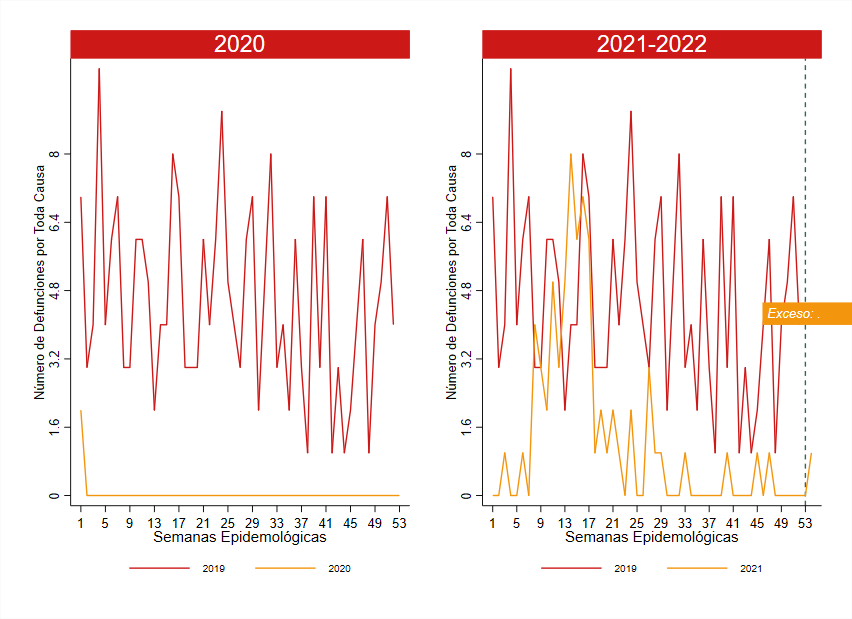 2020
Número de Defunciones por Toda Causa
8
6.4
4.8
3.2
1.6
0
1 5 9 13 17 21 25 29 33 37 41 45 49 53
Semanas Epidemológicas
2019 2020
2021-2022
Número de Defunciones por Toda Causa
8
6.4
4.8
3.2
1.6
0
Exceso: .
1 5 9 13 17 21 25 29 33 37 41 45 49 53
Semanas Epidemológicas
2019 2021